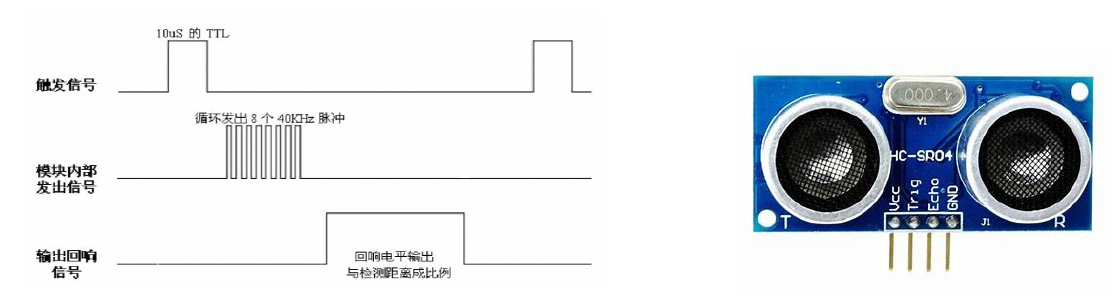 10uS 的 TTL
触发信号
循环发出 8 个 40KHz 脉冲
模块内部
发出信号
输出回响
信号
回响电平输出
与检测距离成比例
4.000
Y1
HC-SR04
Vcc
Trig
Echo
GND
T
J1
R